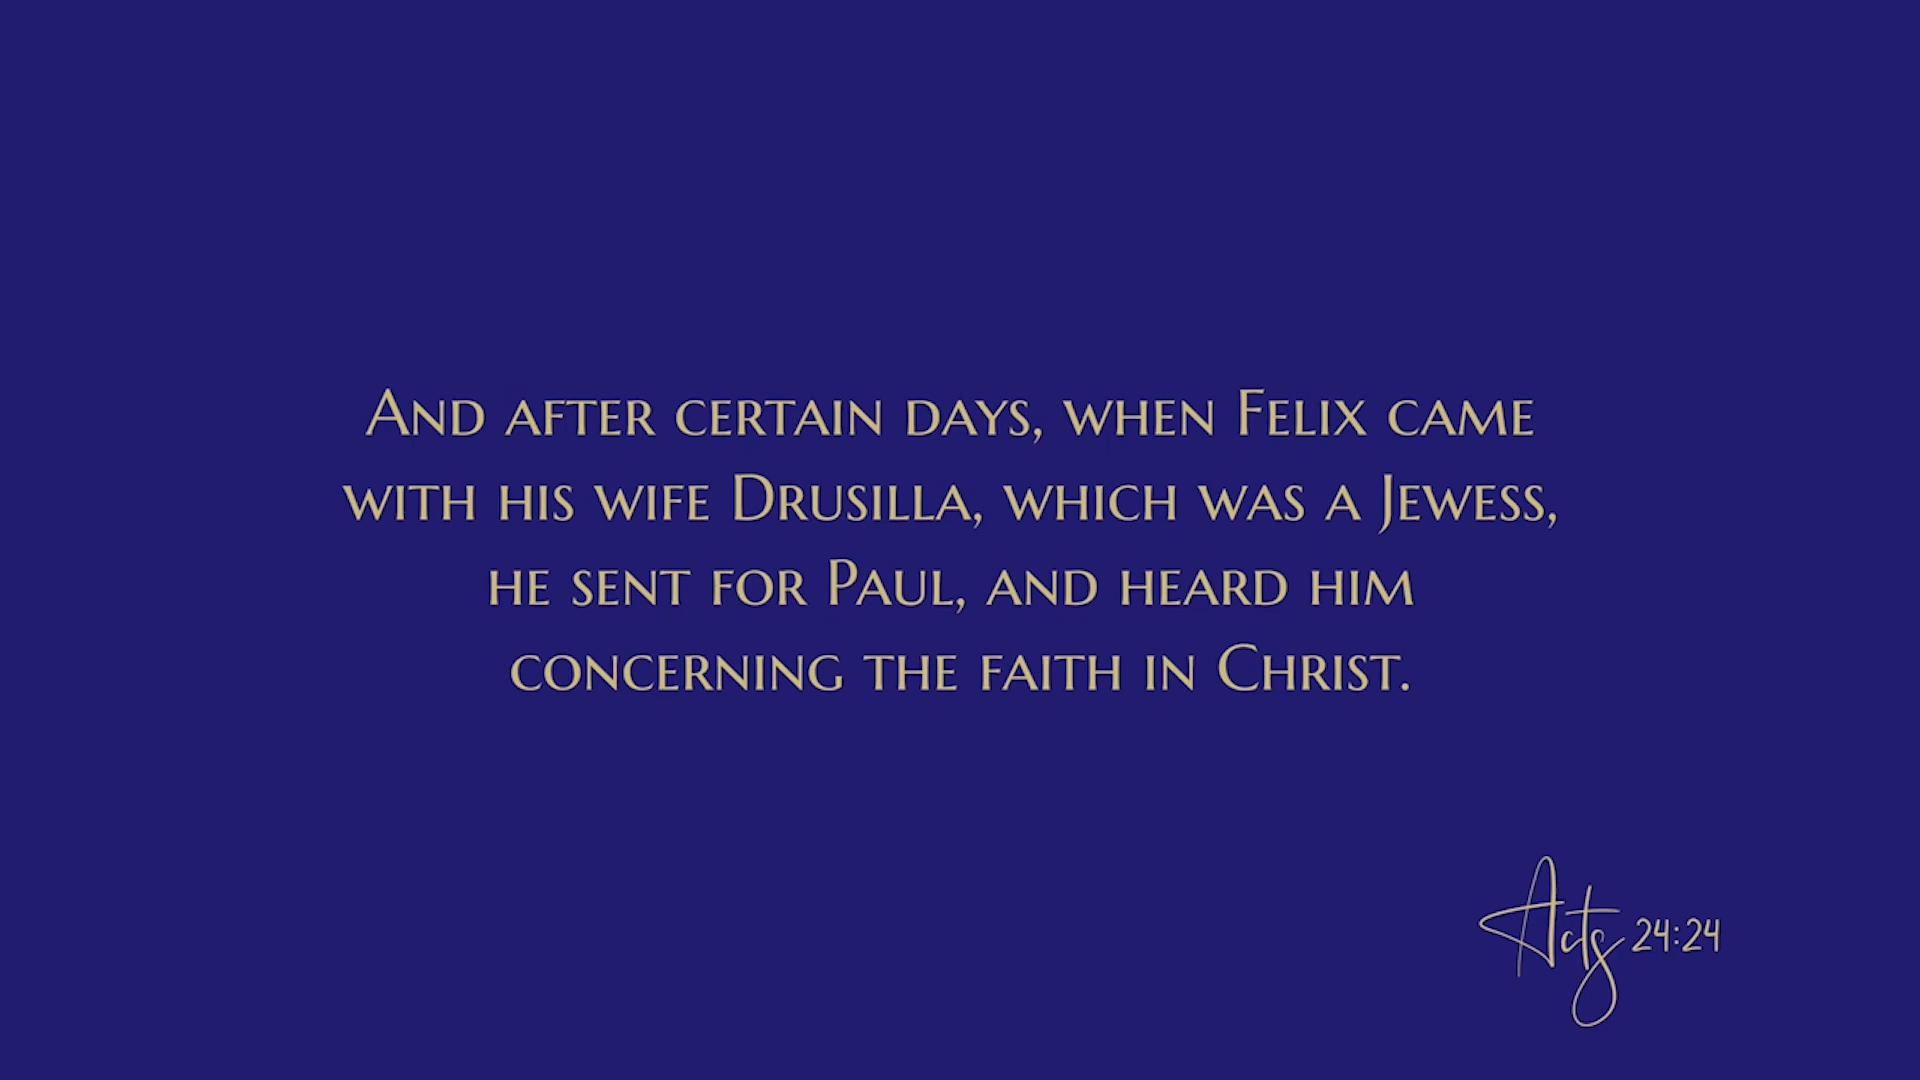 And after certain days, when Felix came
with his wife Drusilla, which was a Jewess,
he sent for Paul, and heard him
concerning the faith in Christ.
Acts 24:24